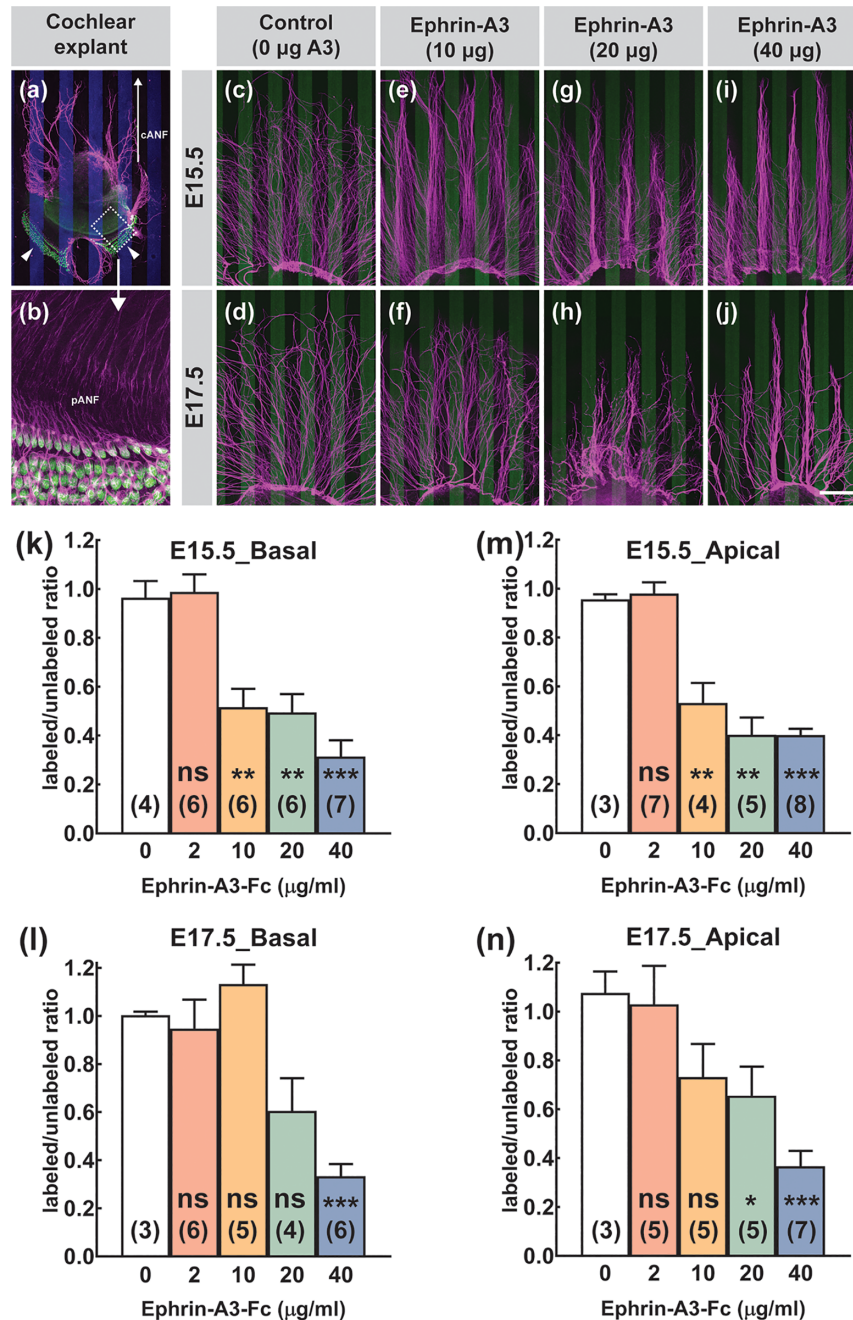 Cochlear
explant
Control
(0 µg A3)
Ephrin-A3
(10 µg)
Ephrin-A3
(20 µg)
Ephrin-A3
(40 µg)
E15.5
E17.5
(a)
cANF
(b)
pANF
(c)
(e)
(g)
(i)
(d)
(f)
(h)
(j)
(k)
E15.5_Basal
labeled/unlabeled ratio
1.2
1.0
0.8
0.6
0.4
0.2
0.0
ns
**
**
***
(4)
(6)
(6)
(6)
(7)
0
2
10
20
40
Ephrin-A3-Fc (µg/ml)
(m)
E15.5_Apical
labeled/unlabeled ratio
1.2
1.0
0.8
0.6
0.4
0.2
0.0
ns
**
**
***
(3)
(7)
(4)
(5)
(8)
0
2
10
20
40
Ephrin-A3-Fc (µg/ml)
(l)
E17.5_Basal
labeled/unlabeled ratio
1.2
1.0
0.8
0.6
0.4
0.2
0.0
ns
ns
ns
***
(3)
(6)
(5)
(4)
(6)
0
2
10
20
40
Ephrin-A3-Fc (µg/ml)
(n)
E17.5_Apical
labeled/unlabeled ratio
1.2
1.0
0.8
0.6
0.4
0.2
0.0
ns
ns
*
***
(3)
(5)
(5)
(5)
(7)
0
2
10
20
40
Ephrin-A3-Fc (µg/ml)